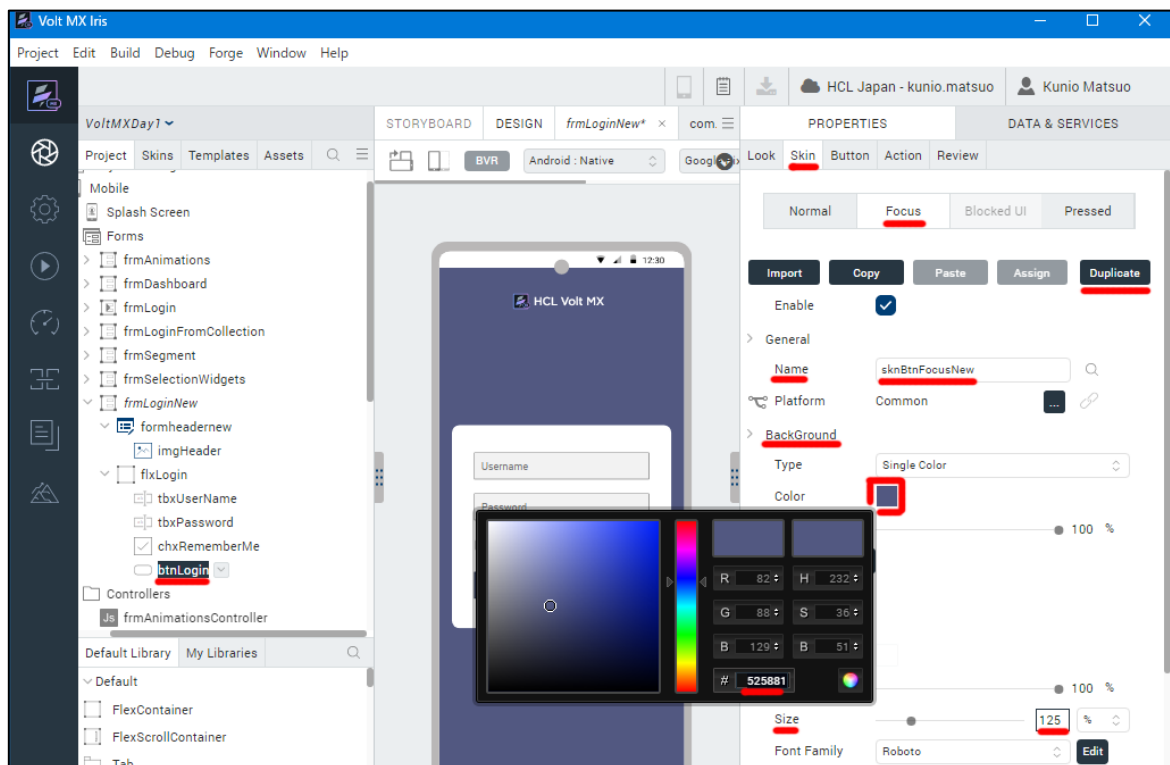 Volt MX Iris
Project Edit Build Debug Forge Window Help
HCL Japan - kunio.matsuo Kunio Matsuo
VoltMXDay1
STORYBOARD DESIGN frmLoginNew* × com.
PROPERTIES DATA & SERVICES
Project Skins Templates Assets
BVR Android : Native
Look Skin Button Action Review
Mobile
Splash Screen
Forms
frmAnimations
frmDashboard
frmLogin
frmLoginFromCollection
frmSegment
frmSelectionWidgets
frmLoginNew
formheadernew
imgHeader
flxLogin
tbxUserName
tbxPassword
chxRememberMe
btnLogin
Controllers
Js frmAnimationsController
Default Library My Libraries
Default
FlexContainer
FlexScrollContainer
Tab
12:30
HCL Volt MX
Username
Password
R 82 H 232
G 88 S 36
B 129 B 51
# 525881
Normal Focus Blocked UI Pressed
Import Copy Paste Assign Duplicate
Enable
General
Name sknBtnFocusNew
Platform Common ...
BackGround
Type Single Color
Color
100 %
100 %
Size 125 %
Font Family Roboto Edit